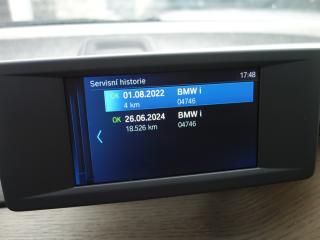 Servisní historie 17:48
OK 01.08.2022 BMW i
4 km 04746
OK 26.06.2024 BMW i
18.526 km 04746